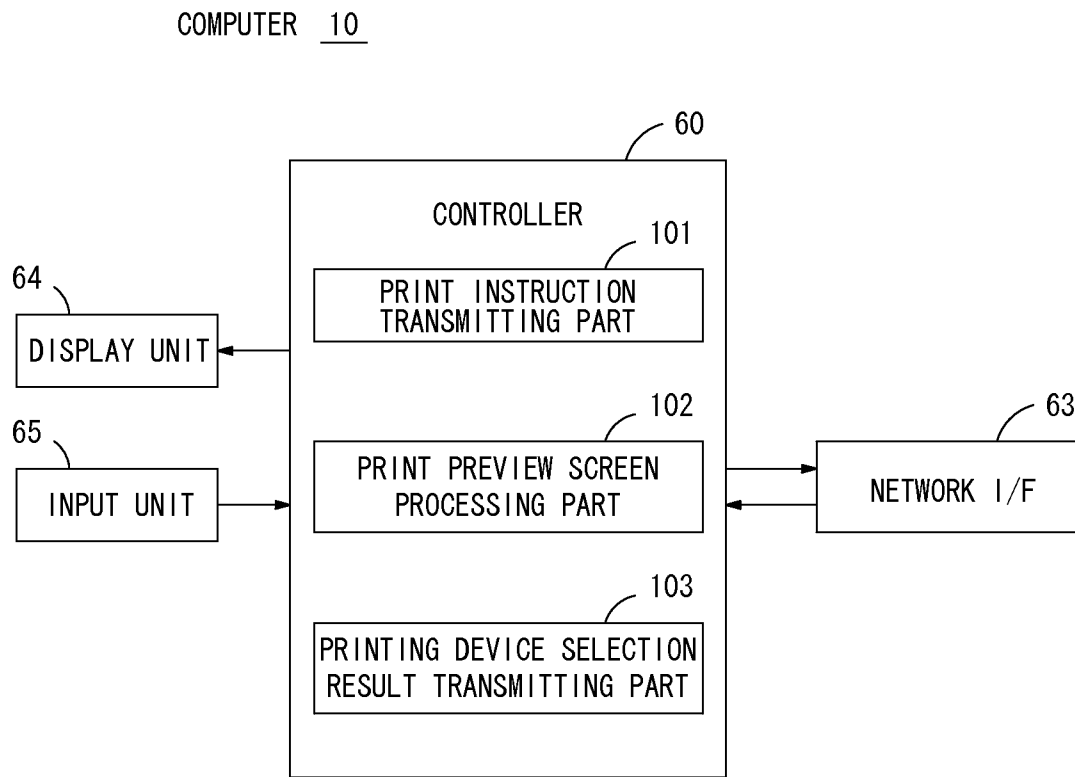 COMPUTER 10
60
CONTROLLER
101
PRINT INSTRUCTION
TRANSMITTING PART
64
DISPLAY UNIT
102
63
65
PRINT PREVIEW SCREEN
PROCESSING PART
INPUT UNIT
NETWORK I/F
103
PRINTING DEVICE SELECTION
RESULT TRANSMITTING PART